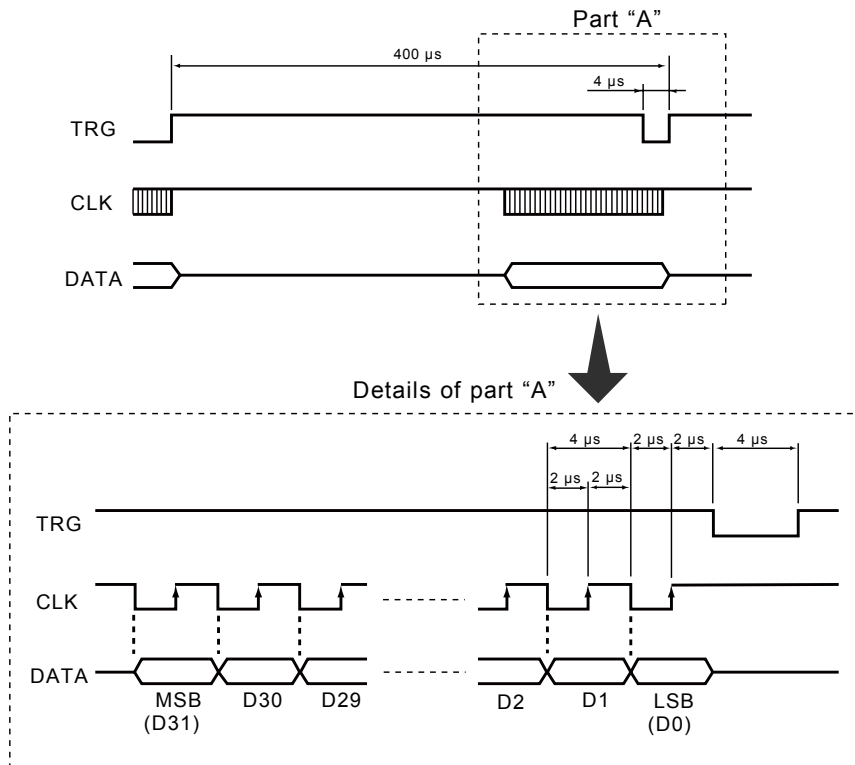 Part “A”
400 μs
4 μs
TRG
CLK
DATA
Details of part “A”
4 μs 2 μs 2 μs 4 μs
2 μs 2 μs
TRG
CLK
DATA
MSB (D31) D30 D29 D2 D1 LSB (D0)